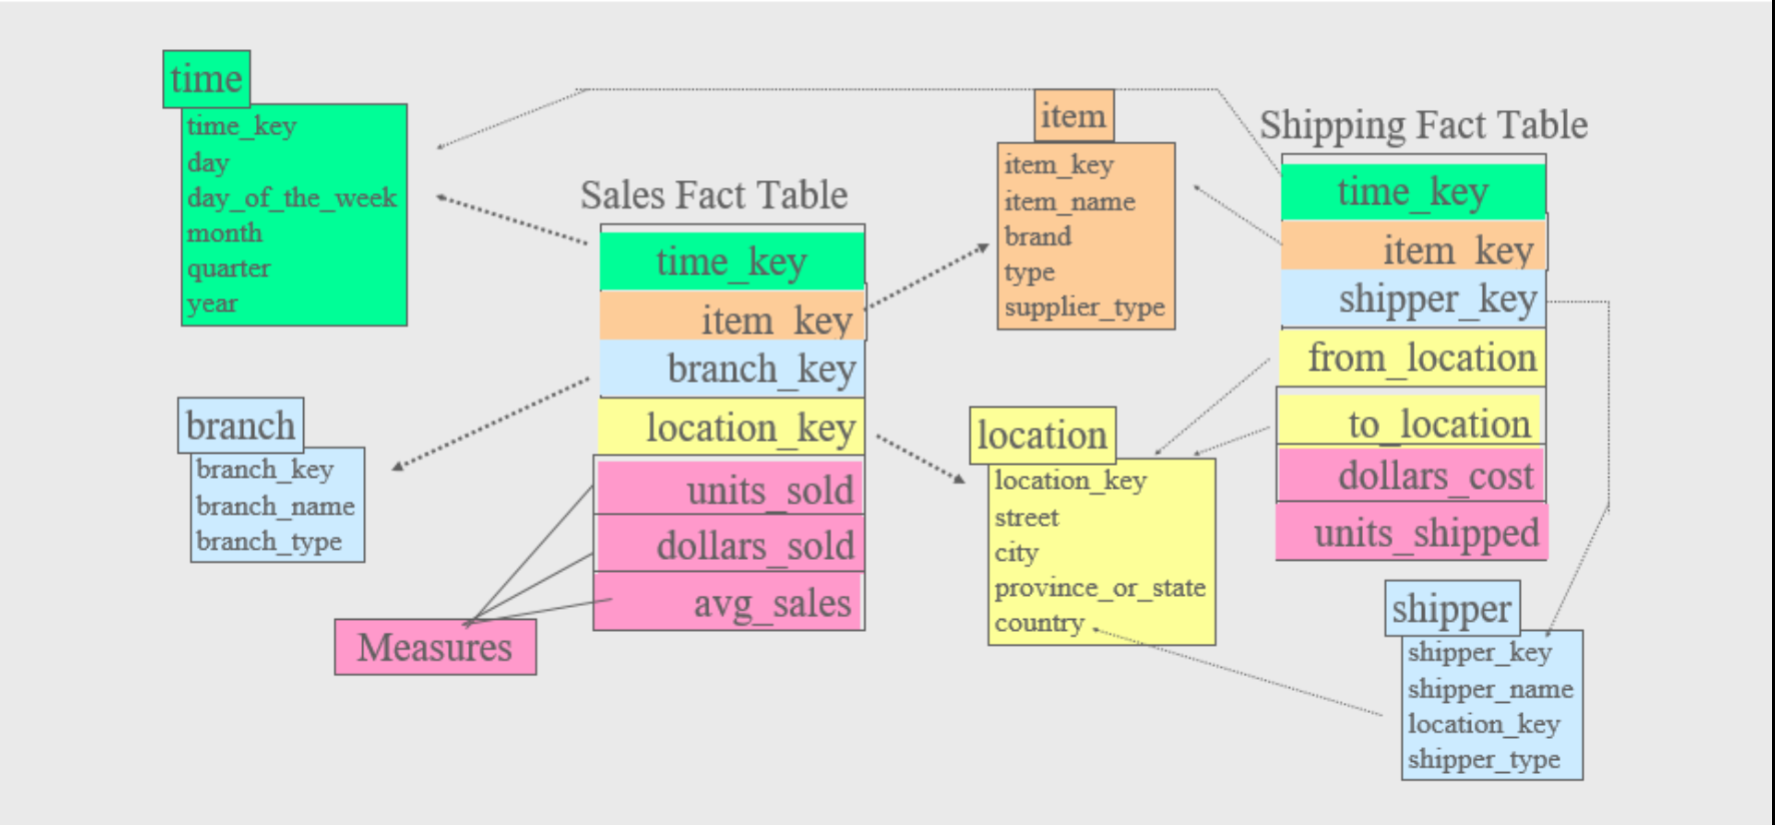 time
time_key
day
day_of_the_week
month
quarter
year
branch
branch_key
branch_name
branch_type
Measures
Sales Fact Table
time_key
item_key
branch_key
location_key
units_sold
dollars_sold
avg_sales
item
item_key
item_name
brand
type
supplier_type
location
location_key
street
city
province_or_state
country
Shipping Fact Table
time_key
item_key
shipper_key
from_location
to_location
dollars_cost
units_shipped
shipper
shipper_key
shipper_name
location_key
shipper_type